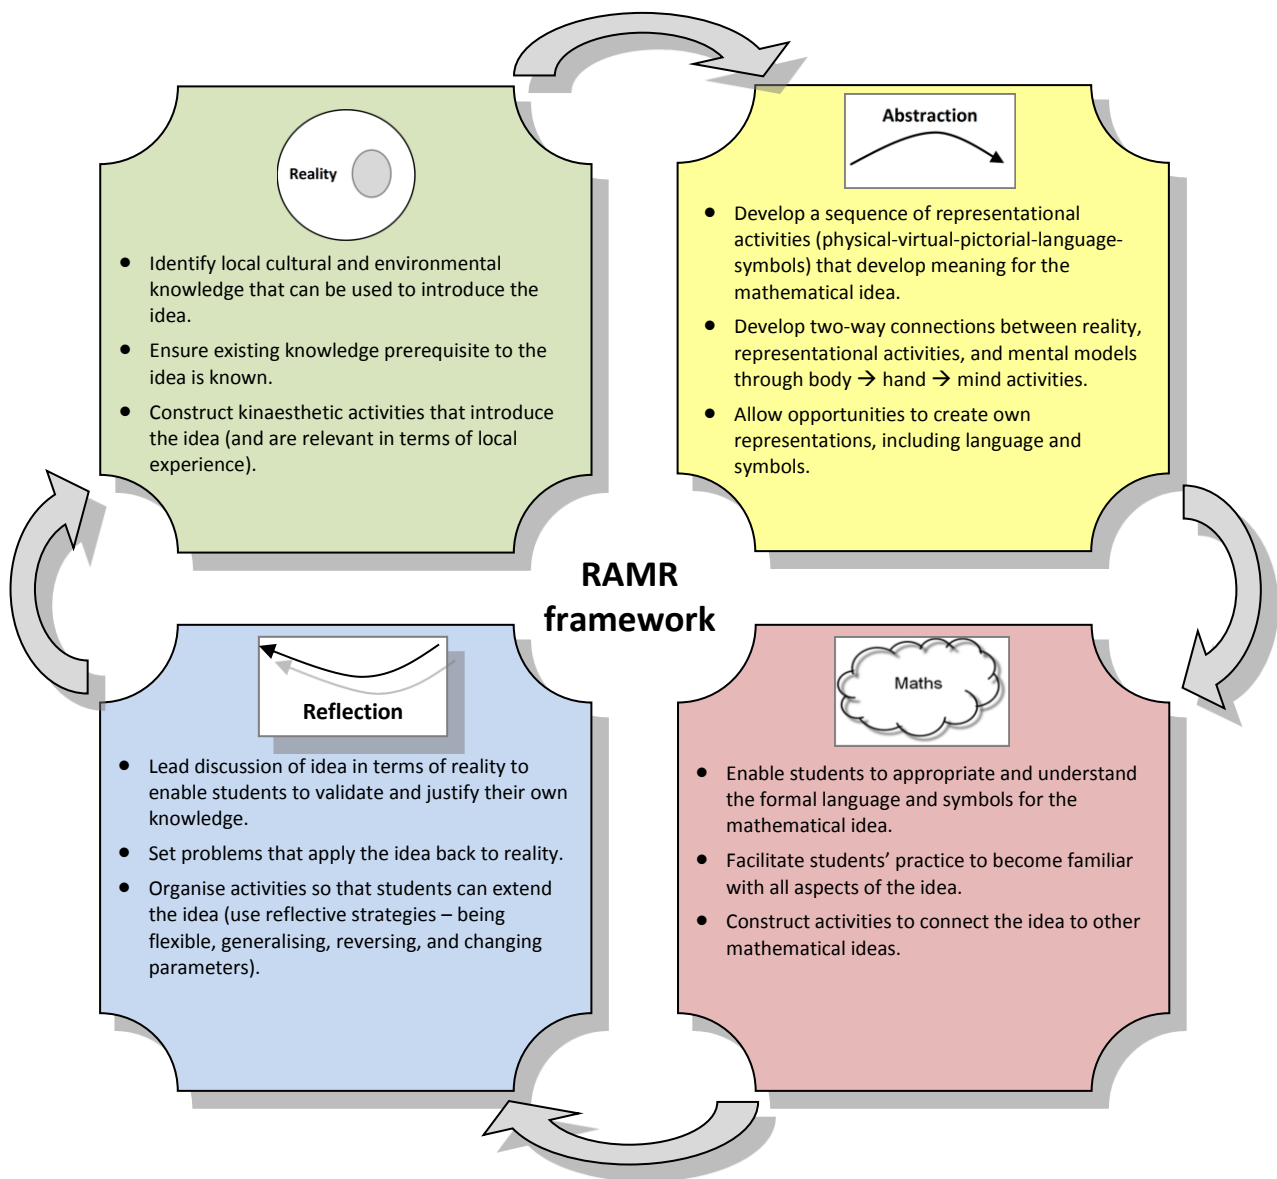 Reality
• Identify local cultural and environmental
knowledge that can be used to introduce the
idea.
• Ensure existing knowledge prerequisite to the
idea is known.
• Construct kinaesthetic activities that introduce
the idea (and are relevant in terms of local
experience).
Abstraction
• Develop a sequence of representational
activities (physical-virtual-pictorial-language-
symbols) that develop meaning for the
mathematical idea.
• Develop two-way connections between reality,
representational activities, and mental models
through body → hand → mind activities.
• Allow opportunities to create own
representations, including language and
symbols.
RAMR
framework
Reflection
• Lead discussion of idea in terms of reality to
enable students to validate and justify their own
knowledge.
• Set problems that apply the idea back to reality.
• Organise activities so that students can extend
the idea (use reflective strategies – being
flexible, generalising, reversing, and changing
parameters).
Maths
• Enable students to appropriate and understand
the formal language and symbols for the
mathematical idea.
• Facilitate students’ practice to become familiar
with all aspects of the idea.
• Construct activities to connect the idea to other
mathematical ideas.